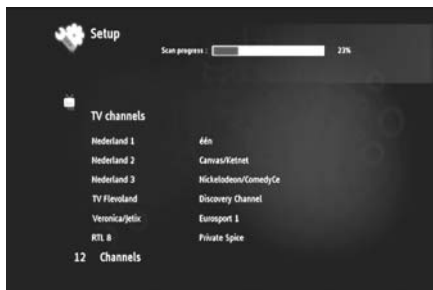 Setup
Scan progress : 23%
TV channels
Nederland 1 één
Nederland 2 Canvas/Ketnet
Nederland 3 Nickelodeon/ComedyCe
TV Flevoland Discovery Channel
Veronica/Jetix Eurosport 1
RTL 8 Private Spice
12 Channels